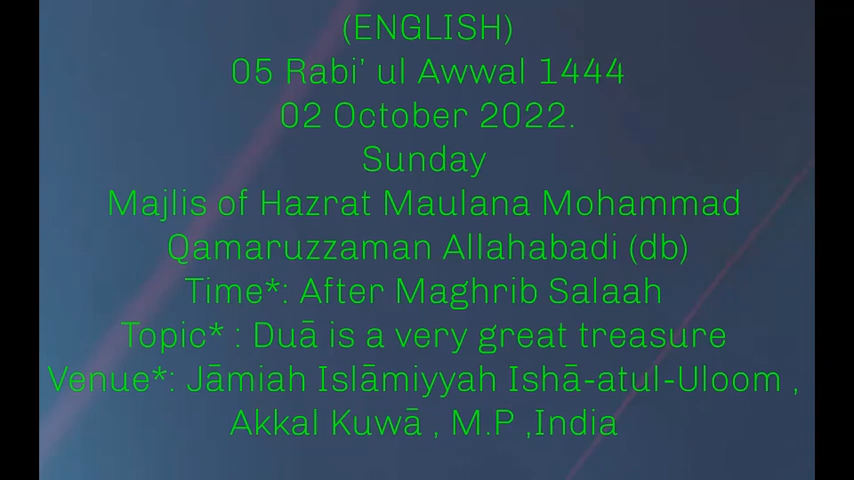 (ENGLISH)
05 Rabi' ul Awwal 1444
02 October 2022.
Sunday
Majlis of Hazrat Maulana Mohammad
Qamaruzzaman Allahabadi (db)
Time*: After Maghrib Salaah
Topic* : Duā is a very great treasure
Venue*: Jāmiah Islāmiyyah Ishā-atul-Uloom ,
Akkal Kuwā , M.P ,India